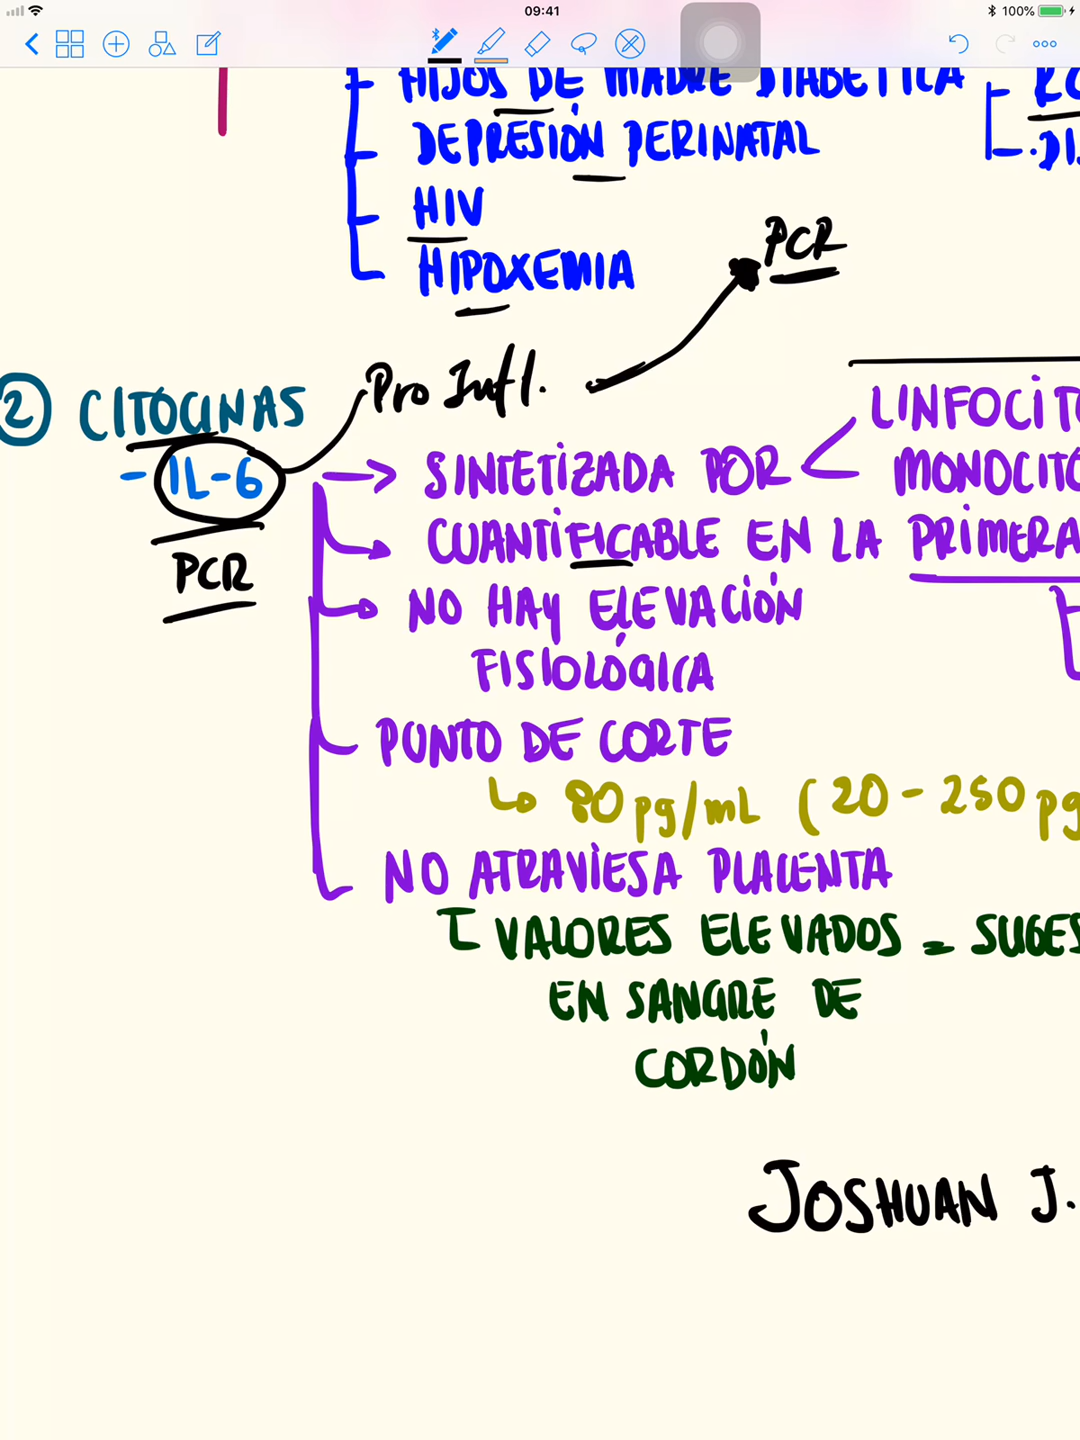 09:41
100%
HIJOS DE MADRE DIABETICA
DEPRESIÓN PERINATAL
HIV
HIPOXEMIA
PCR
Pro Infl.
2 CITOCINAS
- IL-6
PCR
LINFOCIT
SINTETIZADA POR
MONOCITO
CUANTIFICABLE EN LA PRIMERA
NO HAY ELEVACIÓN
FISIOLÓGICA
PUNTO DE CORTE
80 pg/mL (20 - 250 pg
NO ATRAVIESA PLACENTA
VALORES ELEVADOS = SUGES
EN SANGRE DE
CORDÓN
JOSHUAN J.